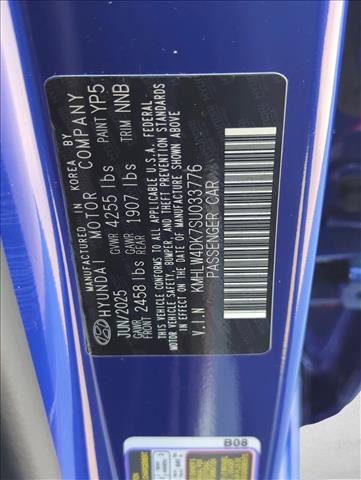 MANUFACTURED IN KOREA BY
HYUNDAI MOTOR COMPANY
JUN/2025 GVWR 4255 lbs PAINT YP5
GAWR FRONT 2458 lbs GAWR REAR 1907 lbs TRIM NNB
THIS VEHICLE CONFORMS TO ALL APPLICABLE U.S.A. FEDERAL
MOTOR VEHICLE SAFETY, BUMPER, AND THEFT PREVENTION STANDARDS
IN EFFECT ON THE DATE OF MANUFACTURE SHOWN ABOVE
KMHLW4DK7SU033776
V.I.N PASSENGER CAR
B08